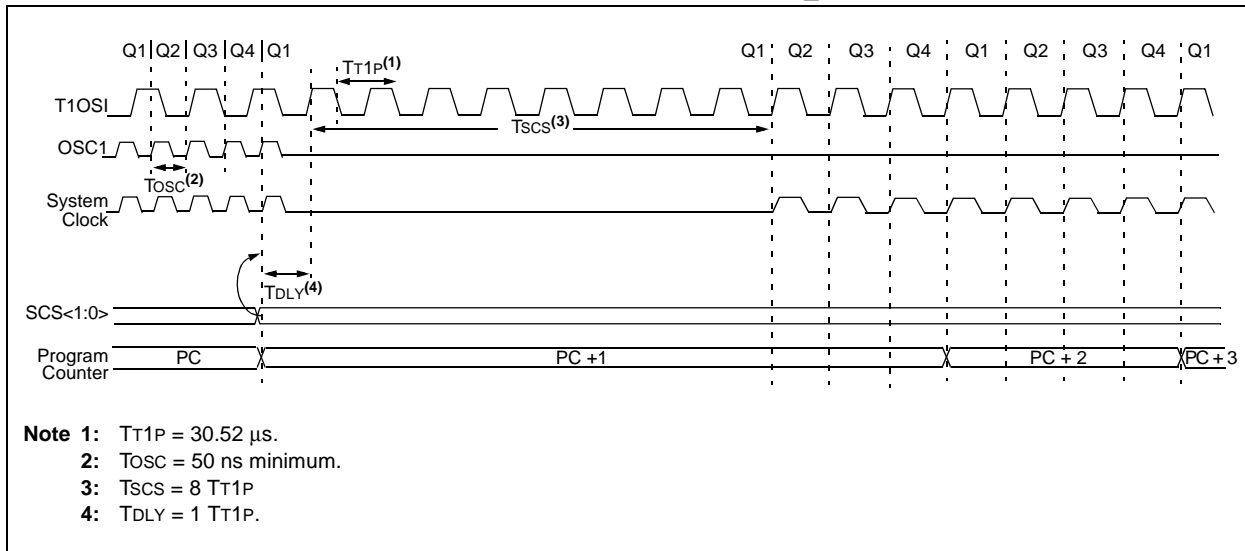 Q1 Q2 Q3 Q4 Q1 Q1 Q2 Q3 Q4 Q1 Q2 Q3 Q4 Q1
TT1P(1)
T1OSI
TSCS(3)
OSC1
TOSC(2)
System
Clock
TDLY(4)
SCS<1:0>
Program
Counter
PC PC +1 PC + 2 PC + 3
Note 1: TT1P = 30.52 μs.
2: TOSC = 50 ns minimum.
3: TSCS = 8 TT1P
4: TDLY = 1 TT1P.